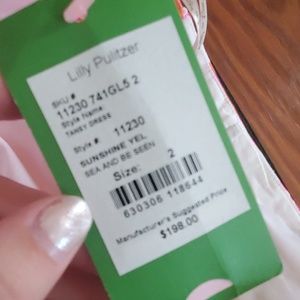 Lilly Pulitzer
SKU #
11230 741GL5 2
Style Name
TANSY DRESS
Style # 11230
SUNSHINE YEL
SEA AND BE SEEN
Size: 2
630306 118644
Manufacturer's Suggested Price
$198.00